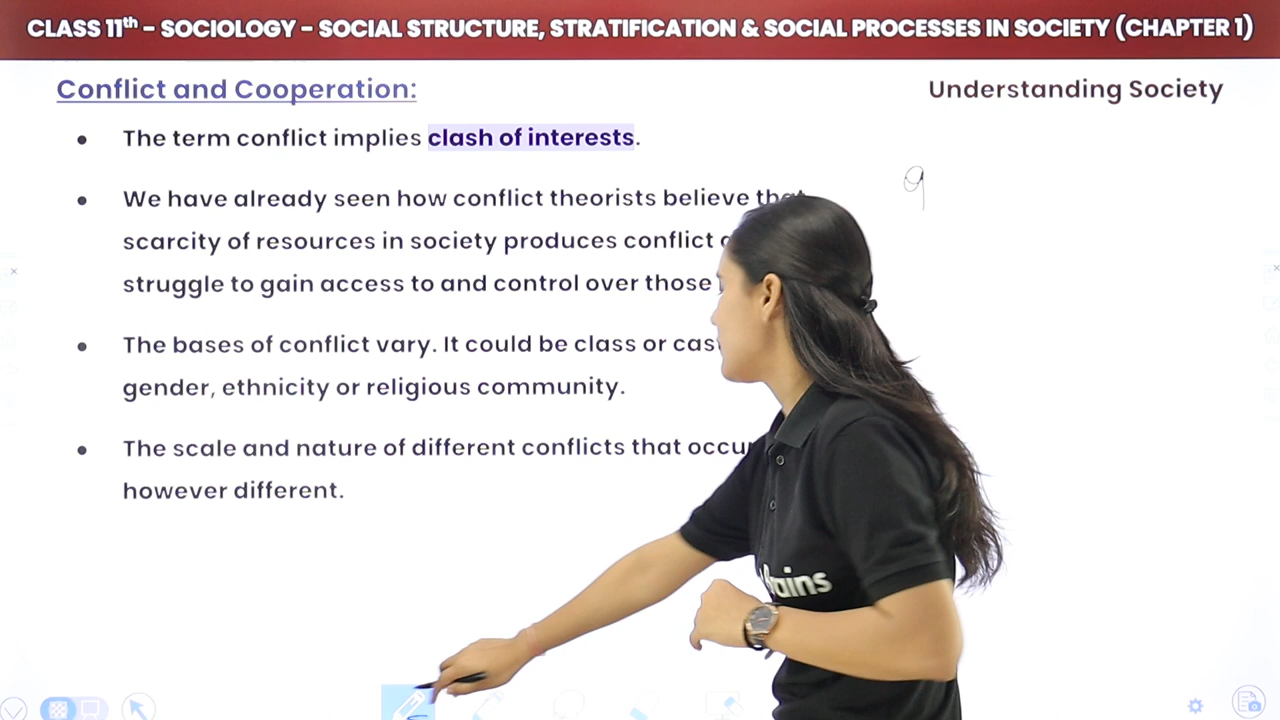 CLASS 11th - SOCIOLOGY - SOCIAL STRUCTURE, STRATIFICATION & SOCIAL PROCESSES IN SOCIETY (CHAPTER 1)
Conflict and Cooperation:
Understanding Society
• The term conflict implies clash of interests.
9
• We have already seen how conflict theorists believe that
scarcity of resources in society produces conflict
struggle to gain access to and control over those
• The bases of conflict vary. It could be class or
gender, ethnicity or religious community.
• The scale and nature of different conflicts that
however different.